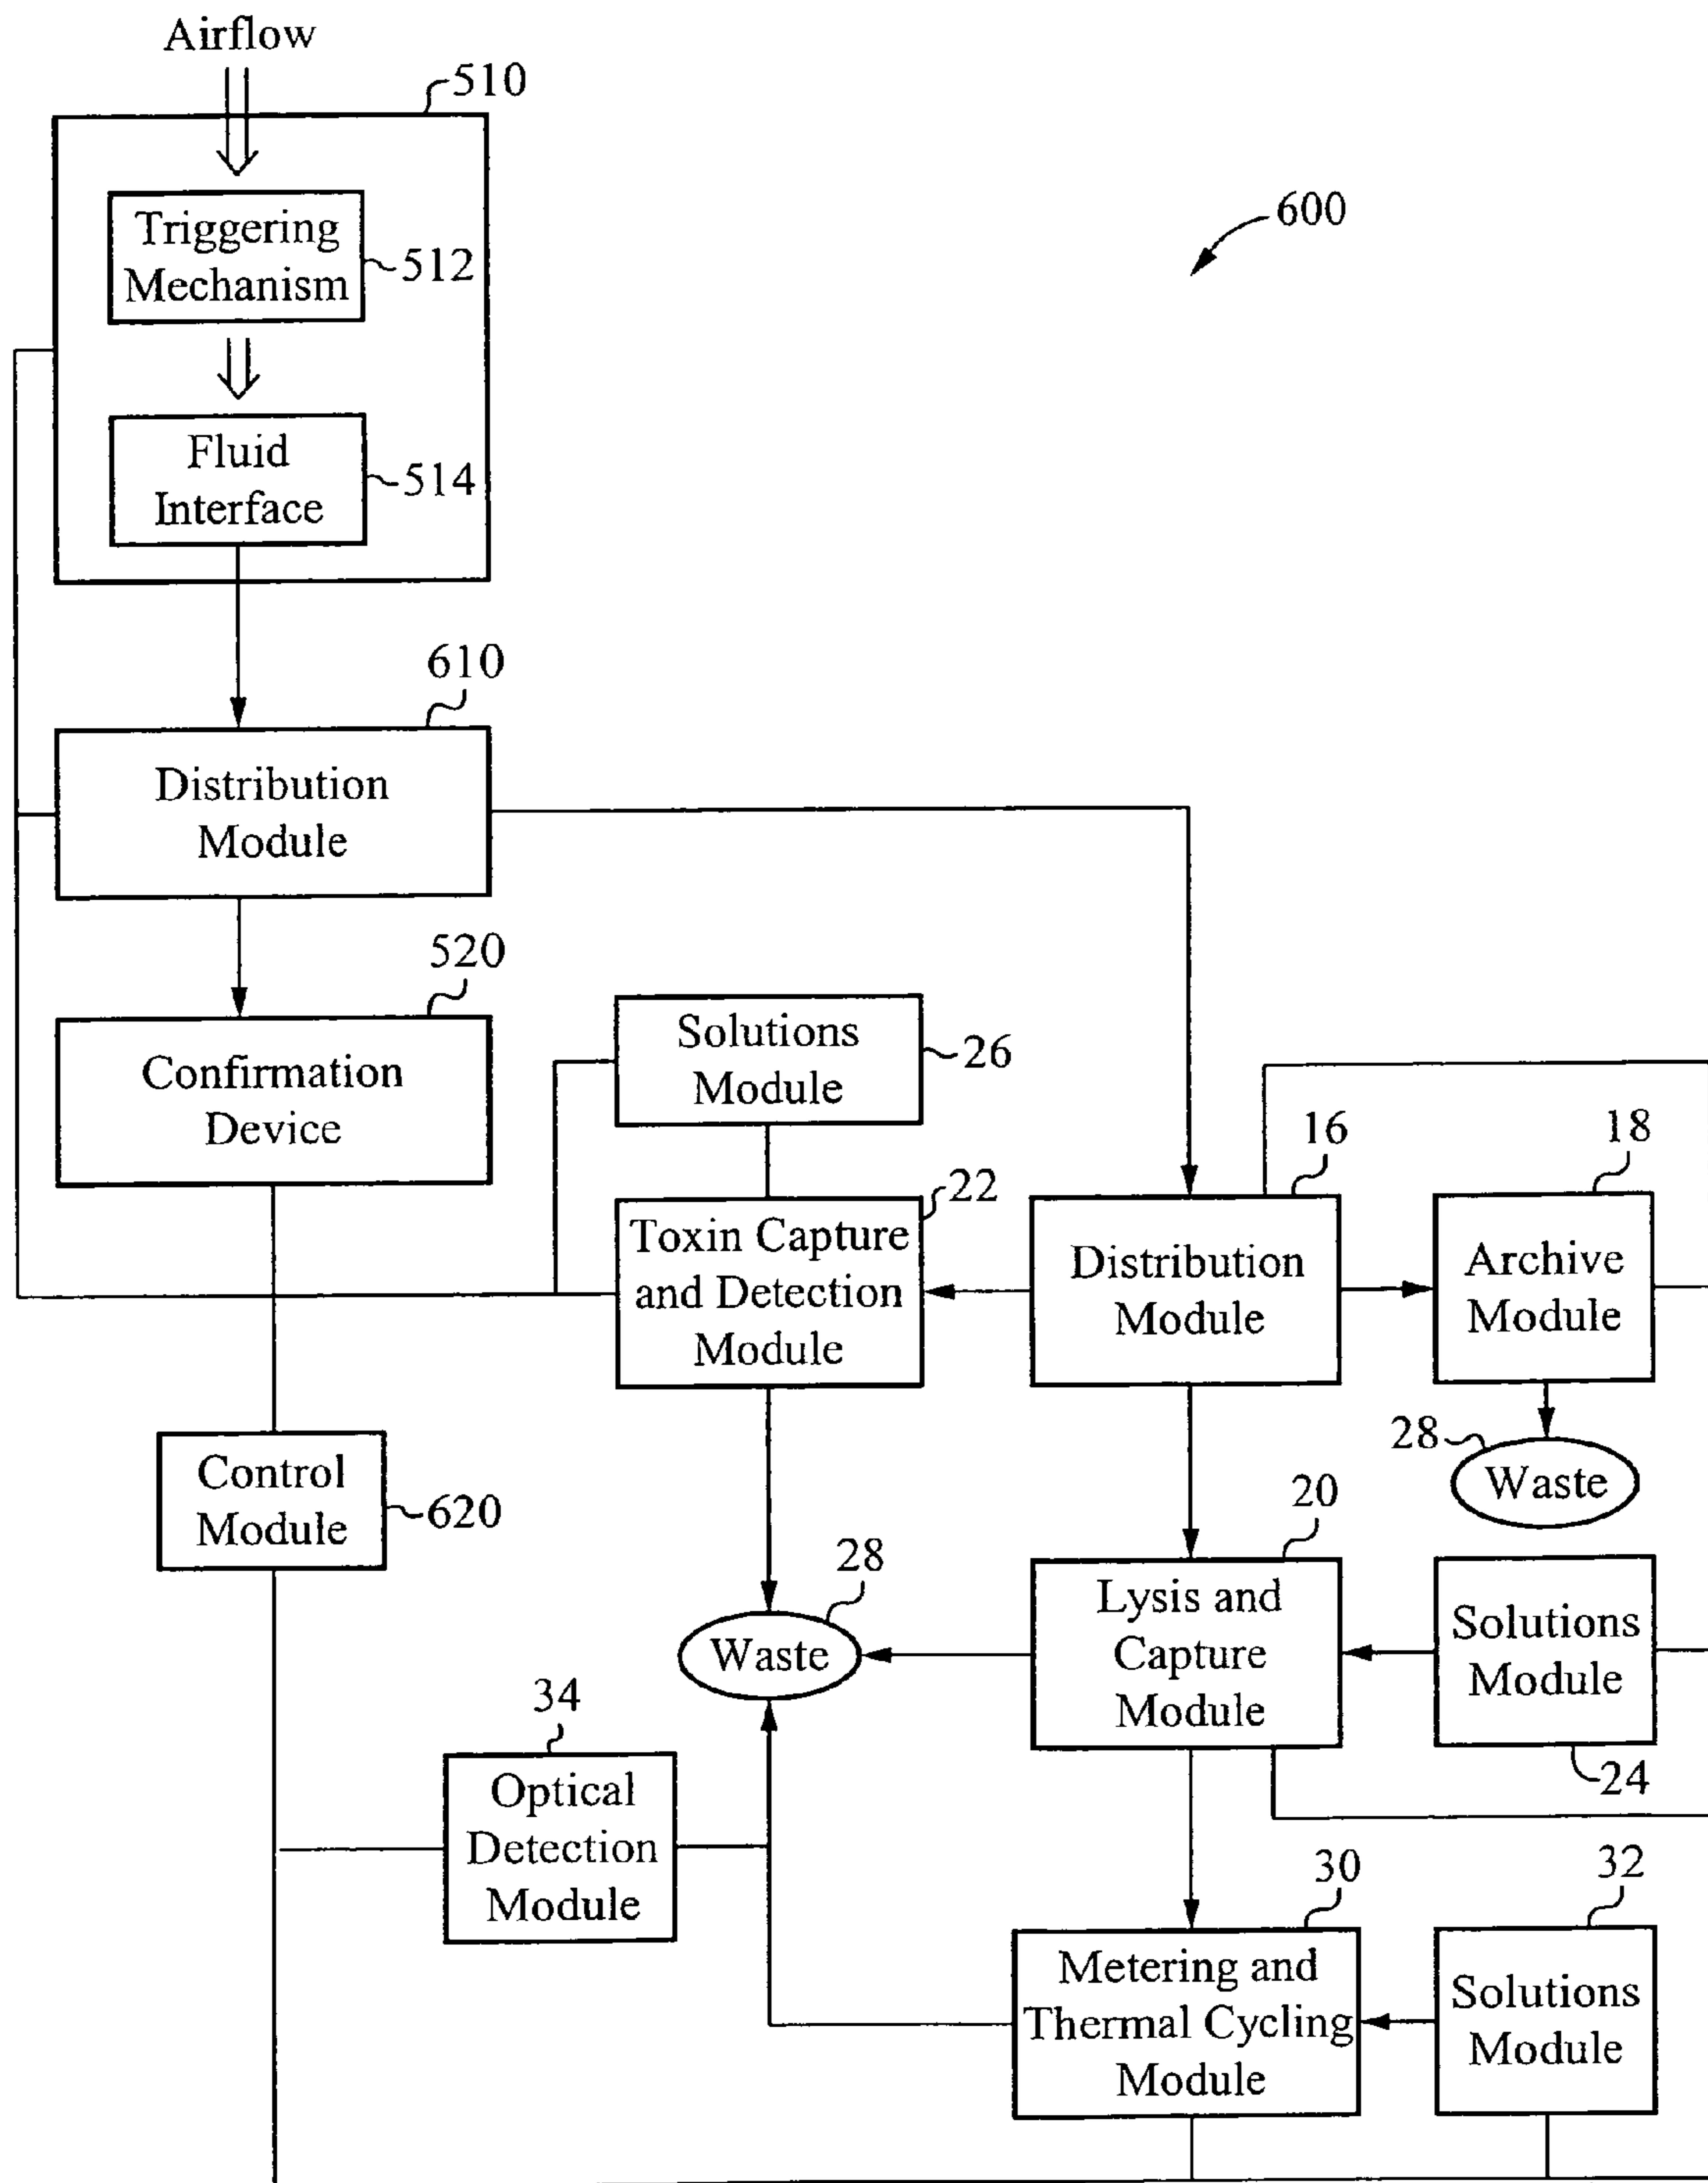 Airflow
510
Triggering
Mechanism
512
600
Fluid
Interface
514
610
Distribution
Module
520
Confirmation
Device
Solutions
Module
26
16
18
22
Toxin Capture
and Detection
Module
Distribution
Module
Archive
Module
28
Waste
Control
Module
620
20
28
Waste
Lysis and
Capture
Module
Solutions
Module
24
34
Optical
Detection
Module
30
32
Metering and
Thermal Cycling
Module
Solutions
Module